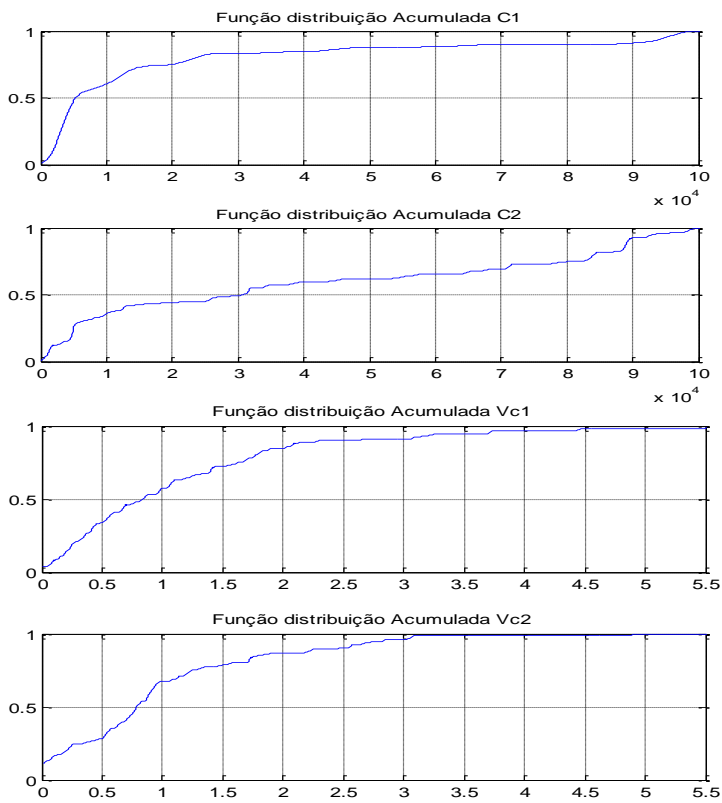 Função distribuição Acumulada C1
1
0.5
0
0 1 2 3 4 5 6 7 8 9 10
x 10^4
Função distribuição Acumulada C2
1
0.5
0
0 1 2 3 4 5 6 7 8 9 10
x 10^4
Função distribuição Acumulada Vc1
1
0.5
0
0 0.5 1 1.5 2 2.5 3 3.5 4 4.5 5 5.5
Função distribuição Acumulada Vc2
1
0.5
0
0 0.5 1 1.5 2 2.5 3 3.5 4 4.5 5 5.5